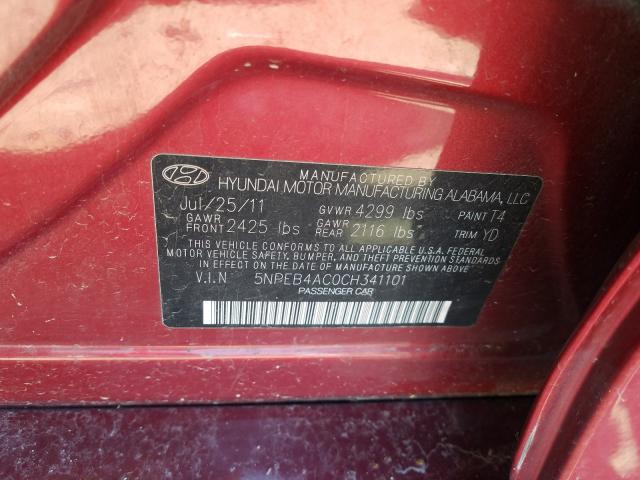 MANUFACTURED BY
HYUNDAI MOTOR MANUFACTURING ALABAMA, LLC
Jul/25/11 GVWR 4299 lbs PAINT T4
GAWR FRONT 2425 lbs GAWR REAR 2116 lbs TRIM YD
THIS VEHICLE CONFORMS TO ALL APPLICABLE U.S.A. FEDERAL
MOTOR VEHICLE SAFETY, BUMPER, AND THEFT PREVENTION STANDARDS
IN EFFECT ON THE DATE OF MANUFACTURE SHOWN ABOVE.
V.I.N 5NPEB4AC0CH341101
PASSENGER CAR